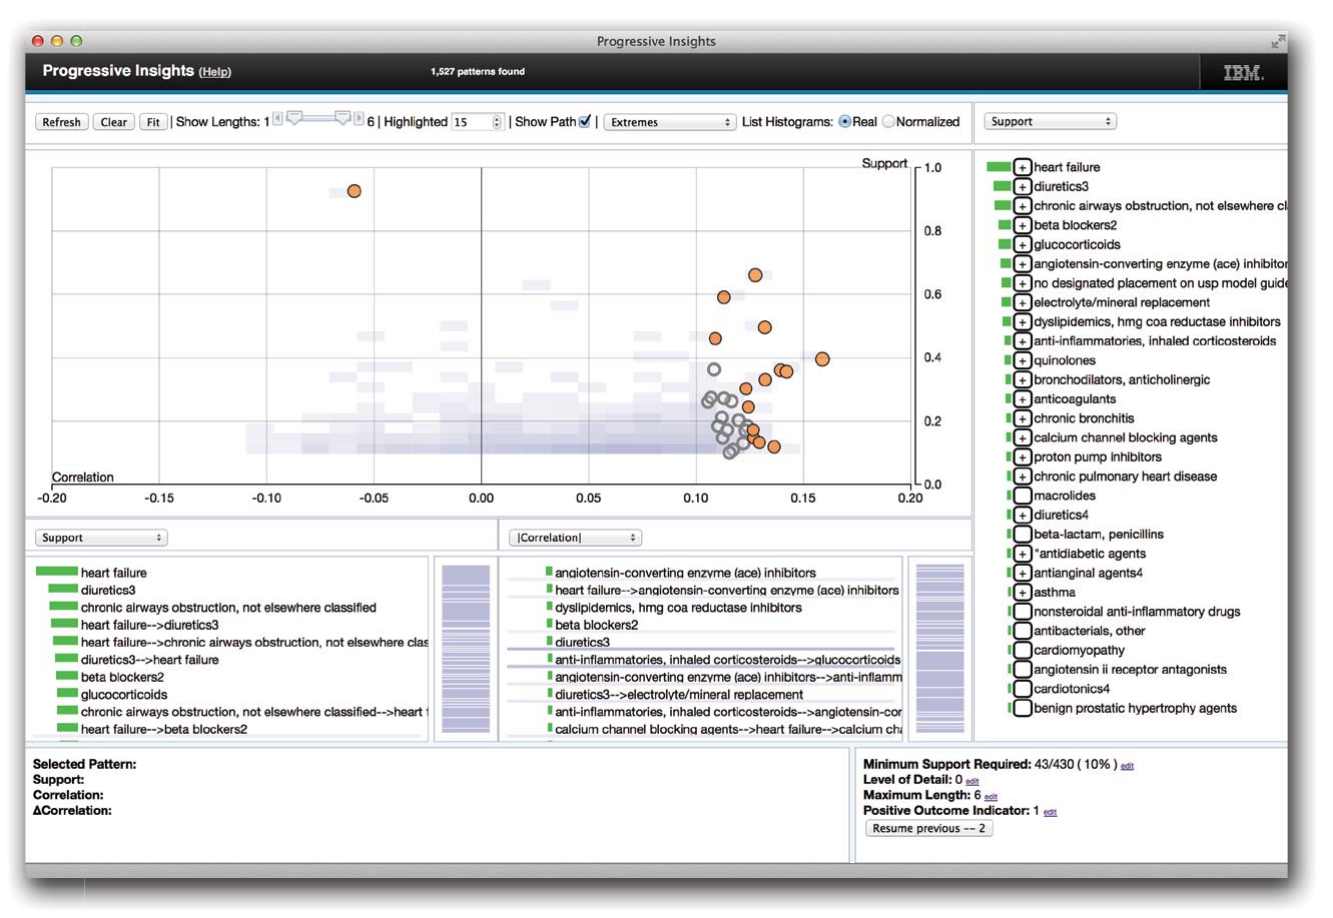 Progressive Insights
Progressive Insights (Help)
1,527 patterns found
IBM.
Refresh Clear Fit | Show Lengths: 1 6 | Highlighted 15 | Show Path | Extremes List Histograms: Real Normalized
Support
Support
1.0
0.8
0.6
0.4
0.2
0.0
Correlation
-0.20 -0.15 -0.10 -0.05 0.00 0.05 0.10 0.15 0.20
heart failure
diuretics3
chronic airways obstruction, not elsewhere cl
beta blockers2
glucocorticoids
angiotensin-converting enzyme (ace) inhibitor
no designated placement on usp model guide
electrolyte/mineral replacement
dyslipidemics, hmg coa reductase inhibitors
anti-inflammatories, inhaled corticosteroids
quinolones
bronchodilators, anticholinergic
anticoagulants
chronic bronchitis
calcium channel blocking agents
proton pump inhibitors
chronic pulmonary heart disease
macrolides
diuretics4
beta-lactam, penicillins
*antidiabetic agents
antianginal agents4
asthma
nonsteroidal anti-inflammatory drugs
antibacterials, other
cardiomyopathy
angiotensin ii receptor antagonists
cardiotonics4
benign prostatic hypertrophy agents
Support
heart failure
diuretics3
chronic airways obstruction, not elsewhere classified
heart failure-->diuretics3
heart failure-->chronic airways obstruction, not elsewhere clas
diuretics3-->heart failure
beta blockers2
glucocorticoids
chronic airways obstruction, not elsewhere classified-->heart f
heart failure-->beta blockers2
|Correlation|
angiotensin-converting enzyme (ace) inhibitors
heart failure-->angiotensin-converting enzyme (ace) inhibitors
dyslipidemics, hmg coa reductase inhibitors
beta blockers2
diuretics3
anti-inflammatories, inhaled corticosteroids-->glucocorticoids
angiotensin-converting enzyme (ace) inhibitors-->anti-inflamm
diuretics3-->electrolyte/mineral replacement
anti-inflammatories, inhaled corticosteroids-->angiotensin-cor
calcium channel blocking agents-->heart failure-->calcium cha
Selected Pattern:
Support:
Correlation:
ΔCorrelation:
Minimum Support Required: 43/430 ( 10% ) edit
Level of Detail: 0 edit
Maximum Length: 6 edit
Positive Outcome Indicator: 1 edit
Resume previous -- 2